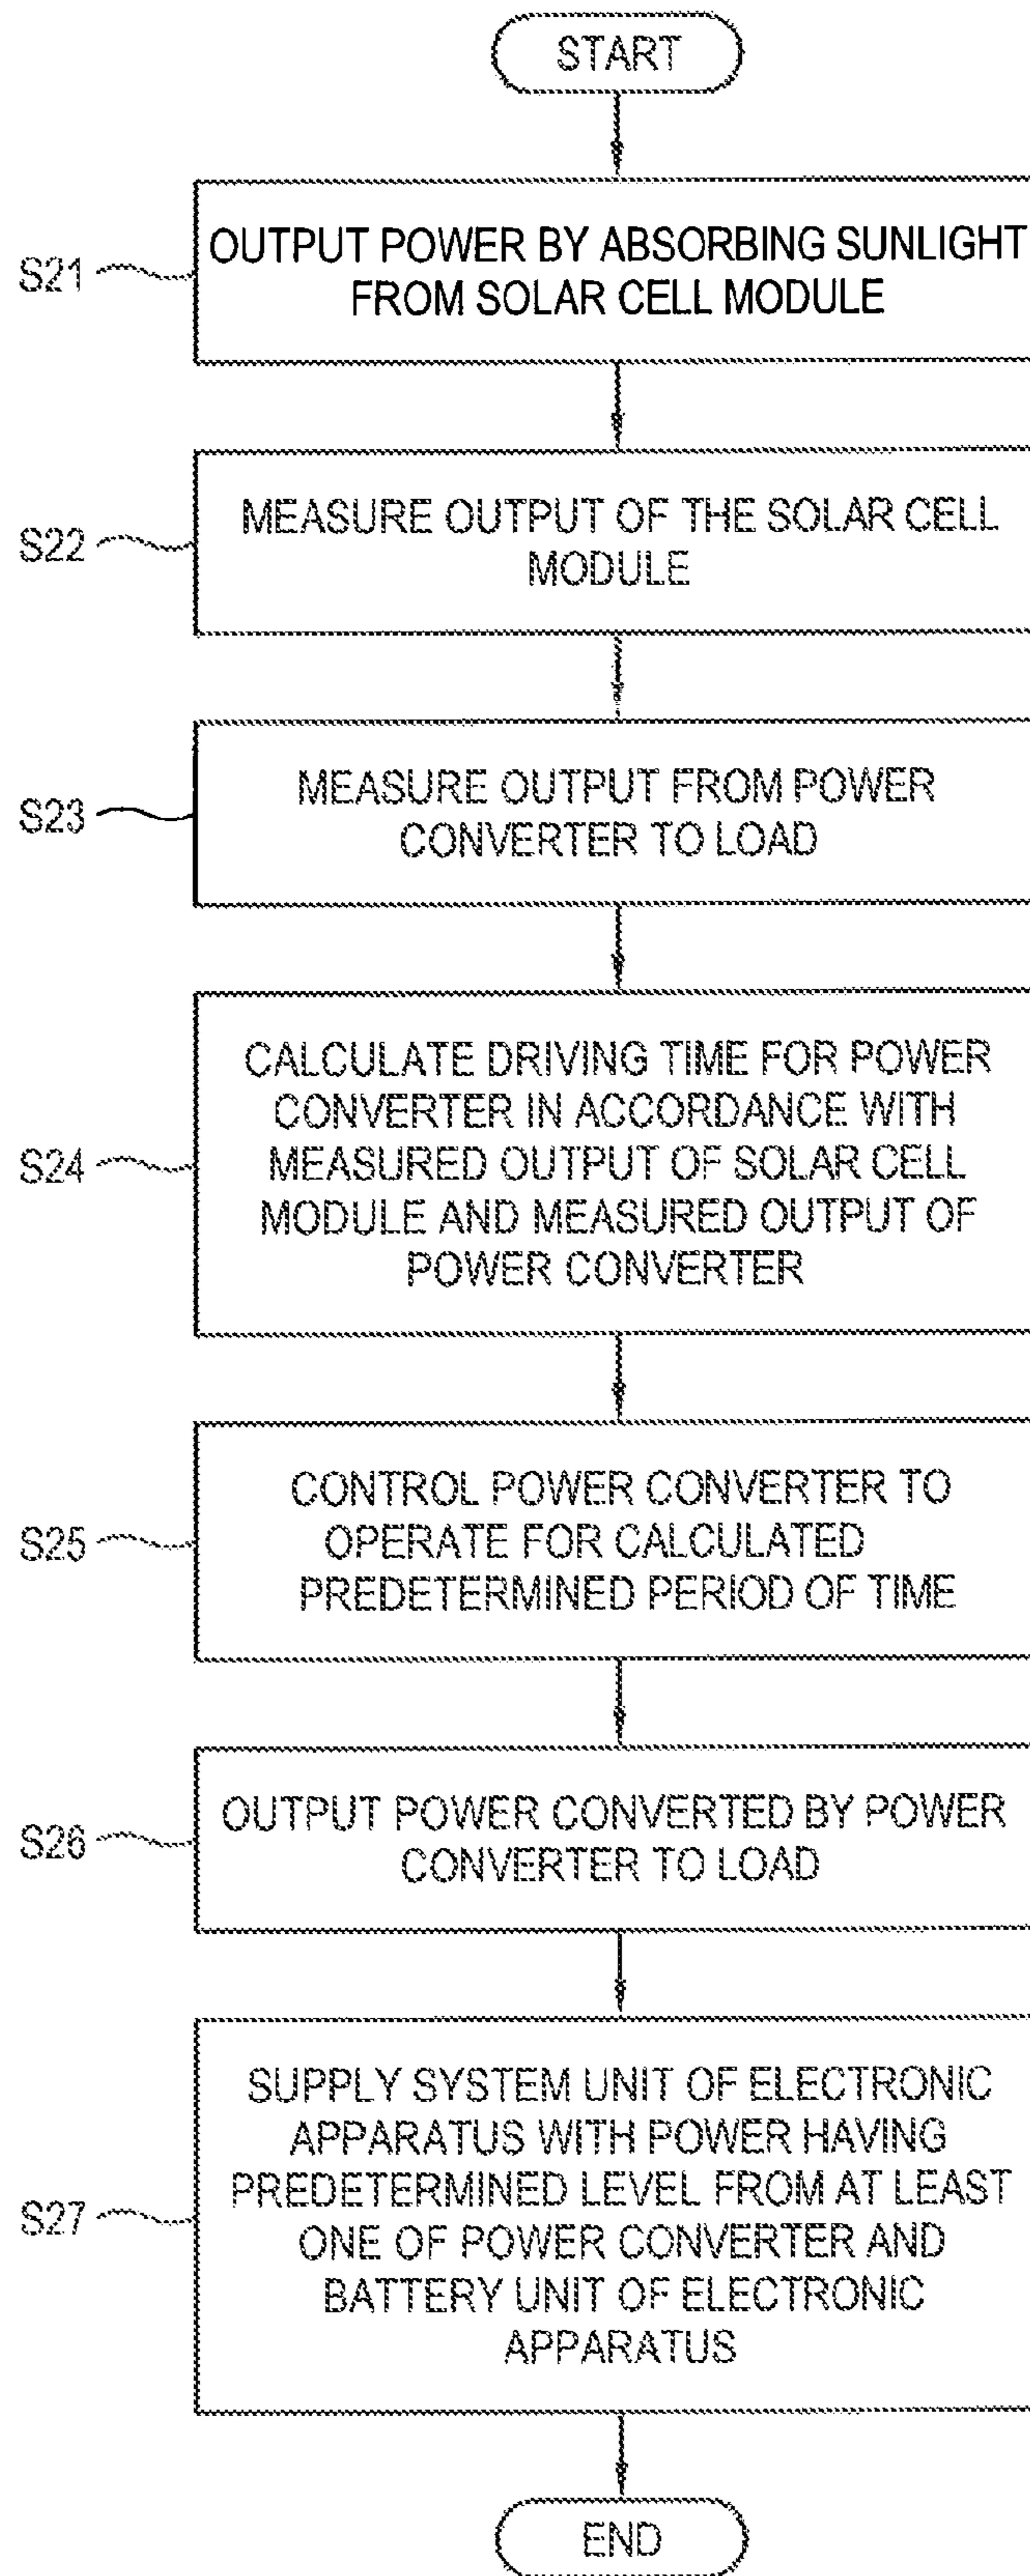 START
S21
OUTPUT POWER BY ABSORBING SUNLIGHT
FROM SOLAR CELL MODULE
S22
MEASURE OUTPUT OF THE SOLAR CELL
MODULE
S23
MEASURE OUTPUT FROM POWER
CONVERTER TO LOAD
S24
CALCULATE DRIVING TIME FOR POWER
CONVERTER IN ACCORDANCE WITH
MEASURED OUTPUT OF SOLAR CELL
MODULE AND MEASURED OUTPUT OF
POWER CONVERTER
S25
CONTROL POWER CONVERTER TO
OPERATE FOR CALCULATED
PREDETERMINED PERIOD OF TIME
S26
OUTPUT POWER CONVERTED BY POWER
CONVERTER TO LOAD
S27
SUPPLY SYSTEM UNIT OF ELECTRONIC
APPARATUS WITH POWER HAVING
PREDETERMINED LEVEL FROM AT LEAST
ONE OF POWER CONVERTER AND
BATTERY UNIT OF ELECTRONIC
APPARATUS
END